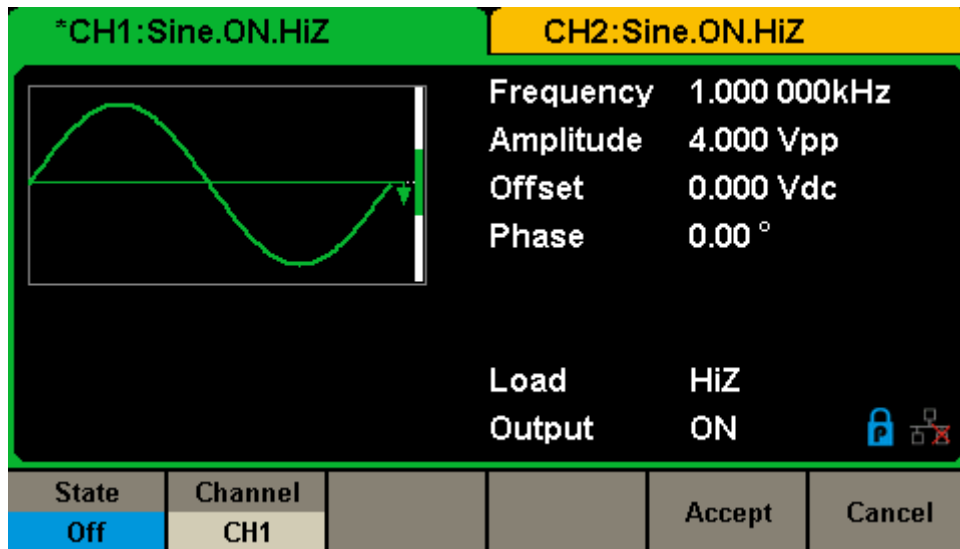 *CH1:Sine.ON.HiZ
CH2:Sine.ON.HiZ
Frequency 1.000 000kHz
Amplitude 4.000 Vpp
Offset 0.000 Vdc
Phase 0.00 °
Load HiZ
Output ON
P
State
Off
Channel
CH1
Accept
Cancel